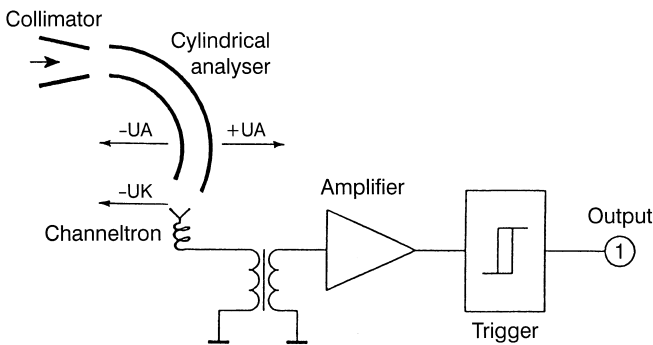 Collimator
Cylindrical
analyser
–UA
+UA
–UK
Channeltron
Amplifier
Output
1
Trigger